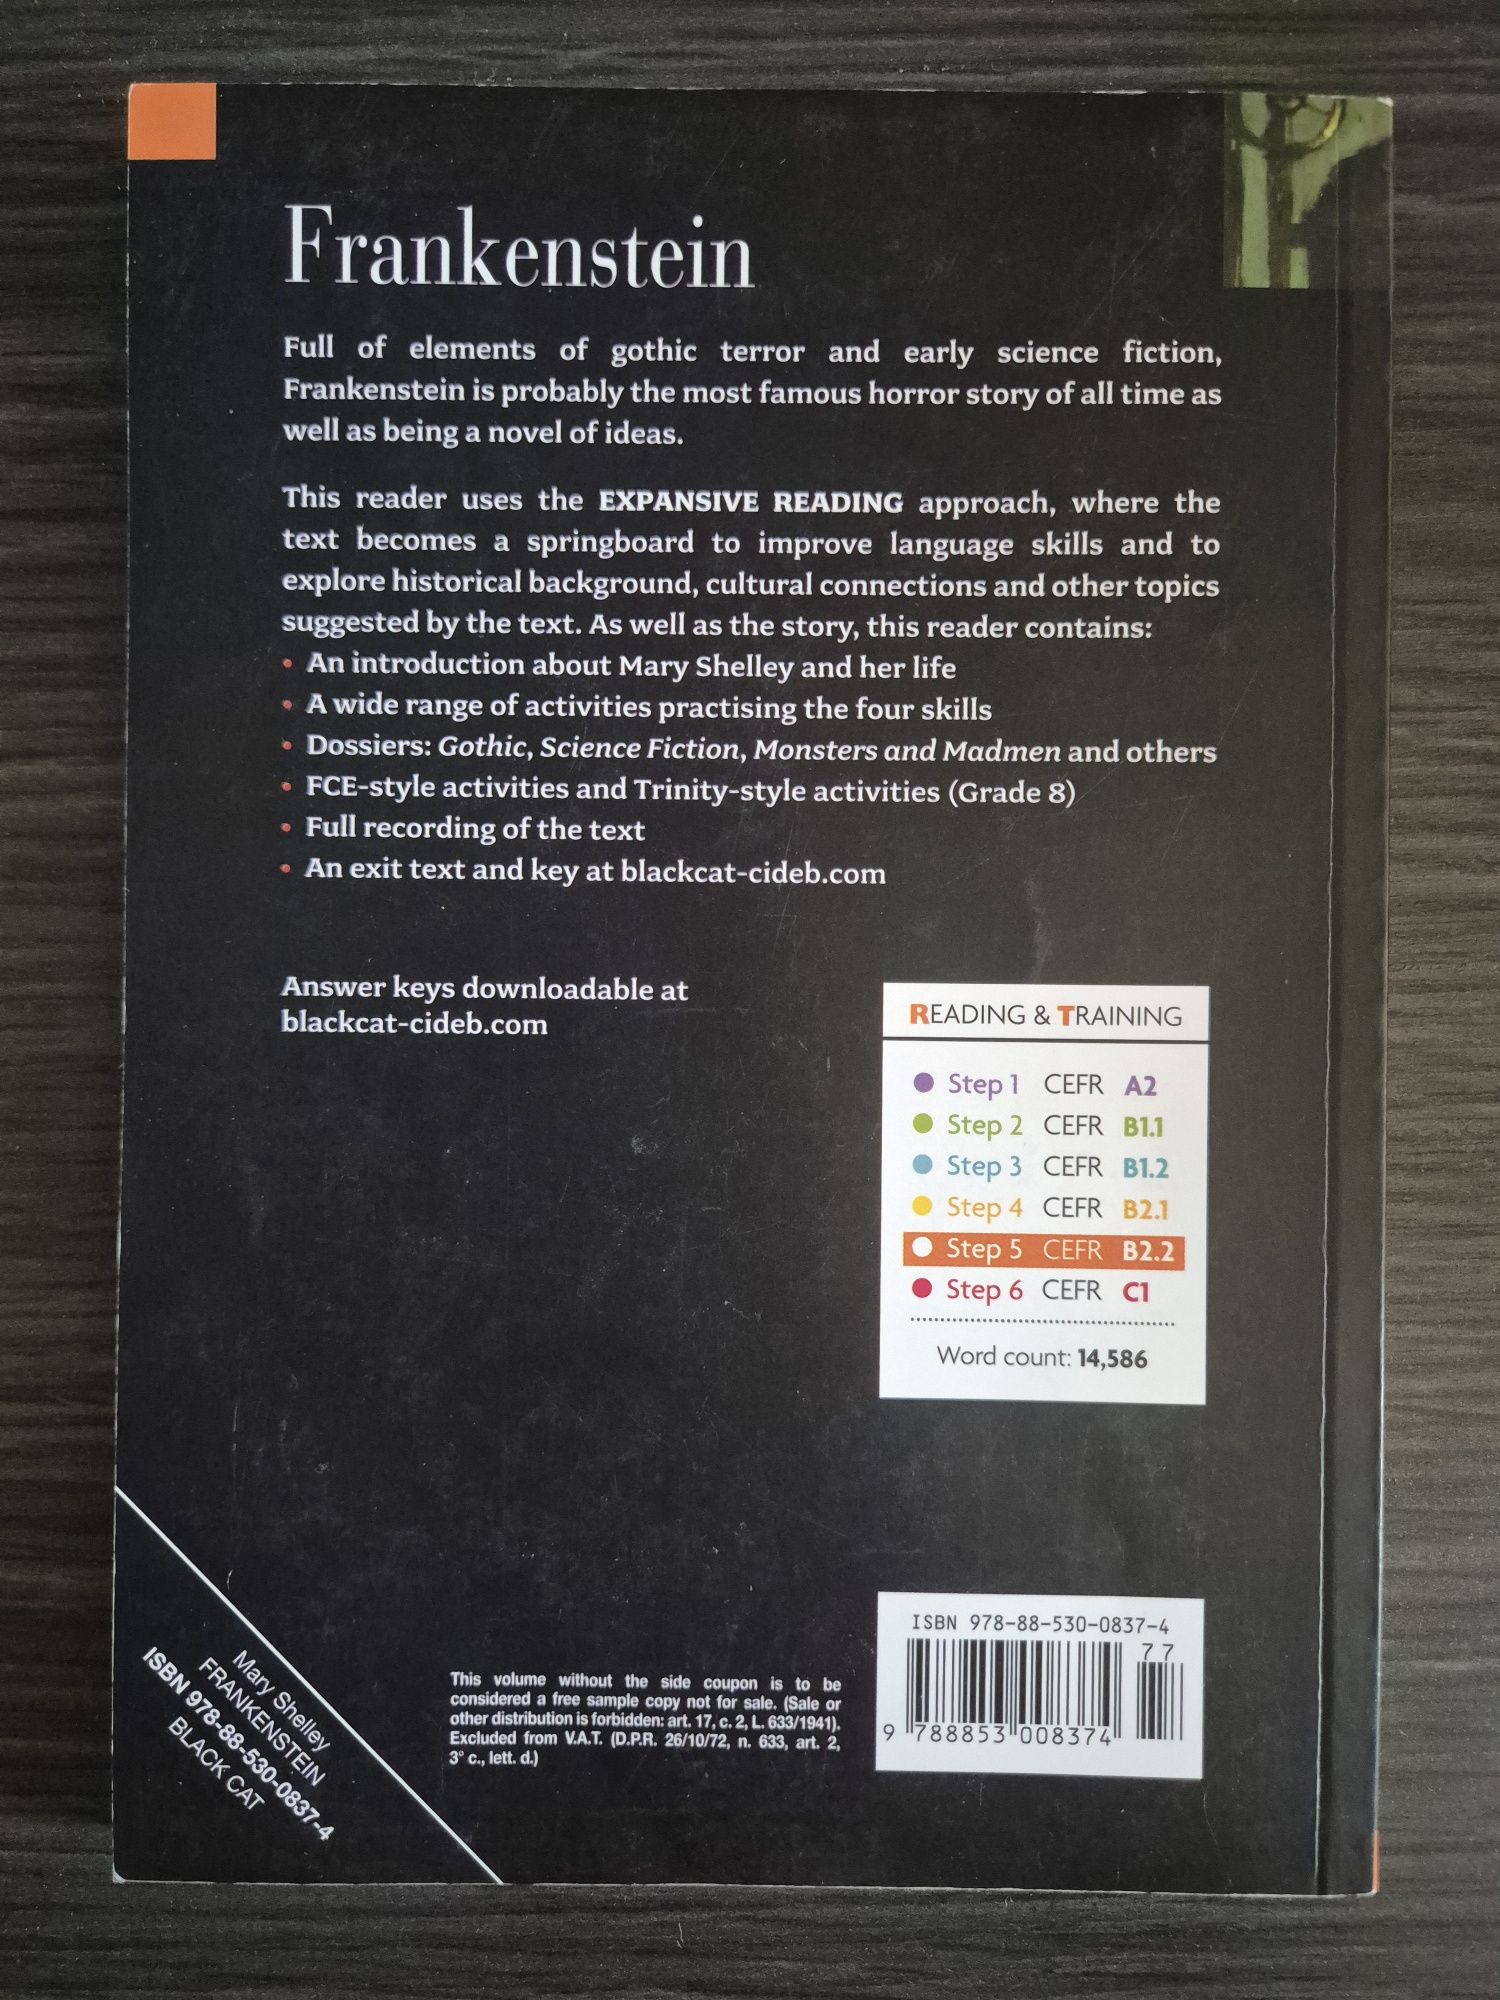 Frankenstein
Full of elements of gothic terror and early science fiction,
Frankenstein is probably the most famous horror story of all time as
well as being a novel of ideas.
This reader uses the EXPANSIVE READING approach, where the
text becomes a springboard to improve language skills and to
explore historical background, cultural connections and other topics
suggested by the text. As well as the story, this reader contains:
• An introduction about Mary Shelley and her life
• A wide range of activities practising the four skills
• Dossiers: Gothic, Science Fiction, Monsters and Madmen and others
• FCE-style activities and Trinity-style activities (Grade 8)
• Full recording of the text
• An exit text and key at blackcat-cideb.com
Answer keys downloadable at
blackcat-cideb.com
READING & TRAINING
Step 1 CEFR A2
Step 2 CEFR B1.1
Step 3 CEFR B1.2
Step 4 CEFR B2.1
Step 5 CEFR B2.2
Step 6 CEFR C1
Word count: 14,586
Mary Shelley
FRANKENSTEIN
ISBN 978-88-530-0837-4
BLACK CAT
This volume without the side coupon is to be
considered a free sample copy not for sale. (Sale or
other distribution is forbidden: art. 17, c. 2, L. 633/1941).
Excluded from V.A.T. (D.P.R. 26/10/72, n. 633, art. 2,
3° c., lett. d.)
ISBN 978-88-530-0837-4
77
9 788853 008374